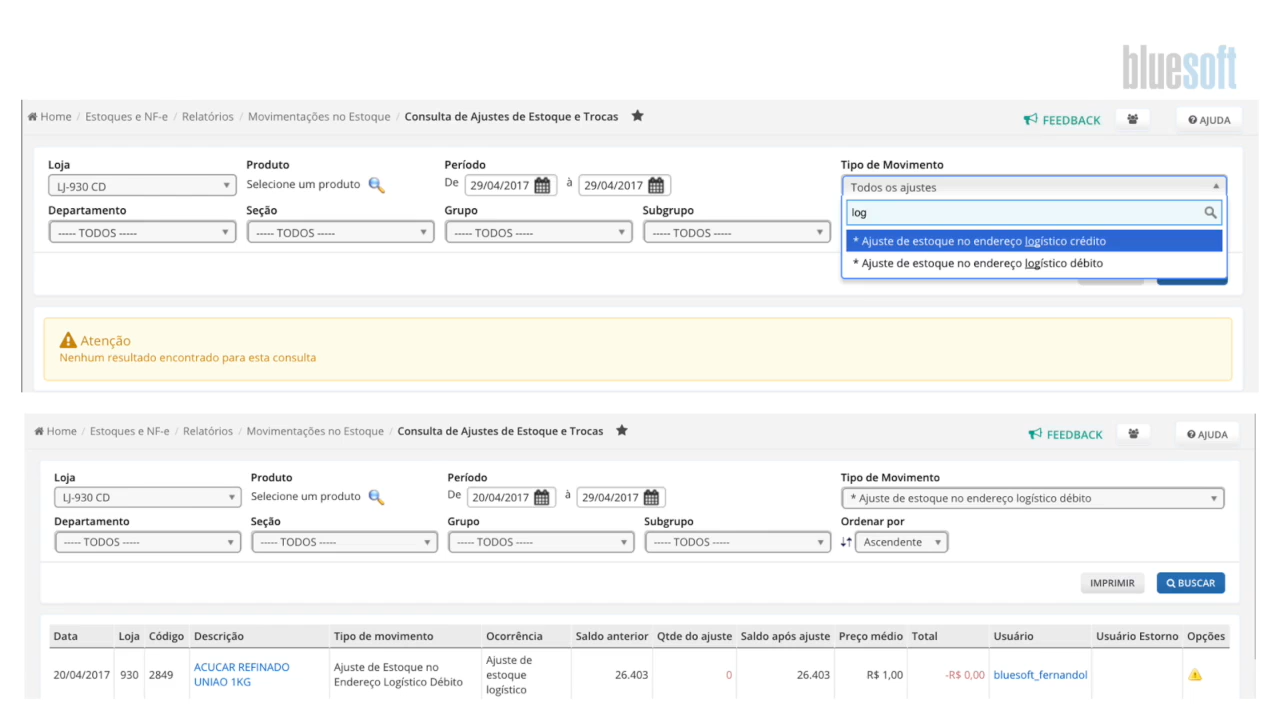 bluesoft
Home / Estoques e NF-e / Relatórios / Movimentações no Estoque / Consulta de Ajustes de Estoque e Trocas
FEEDBACK
AJUDA
Loja Produto Período Tipo de Movimento
LJ-930 CD Selecione um produto De 29/04/2017 à 29/04/2017 Todos os ajustes
Departamento Seção Grupo Subgrupo log
----- TODOS ----- ----- TODOS ----- ----- TODOS ----- ----- TODOS -----
* Ajuste de estoque no endereço logístico crédito
* Ajuste de estoque no endereço logístico débito
Atenção
Nenhum resultado encontrado para esta consulta
Home / Estoques e NF-e / Relatórios / Movimentações no Estoque / Consulta de Ajustes de Estoque e Trocas
FEEDBACK
AJUDA
Loja Produto Período Tipo de Movimento
LJ-930 CD Selecione um produto De 20/04/2017 à 29/04/2017 * Ajuste de estoque no endereço logístico débito
Departamento Seção Grupo Subgrupo Ordenar por
----- TODOS ----- ----- TODOS ----- ----- TODOS ----- ----- TODOS ----- Ascendente
IMPRIMIR BUSCAR
Data Loja Código Descrição Tipo de movimento Ocorrência Saldo anterior Qtde do ajuste Saldo após ajuste Preço médio Total Usuário Usuário Estorno Opções
20/04/2017 930 2849 ACUCAR REFINADO UNIAO 1KG Ajuste de Estoque no Endereço Logístico Débito Ajuste de estoque logístico 26.403 0 26.403 R$ 1,00 -R$ 0,00 bluesoft_fernandol